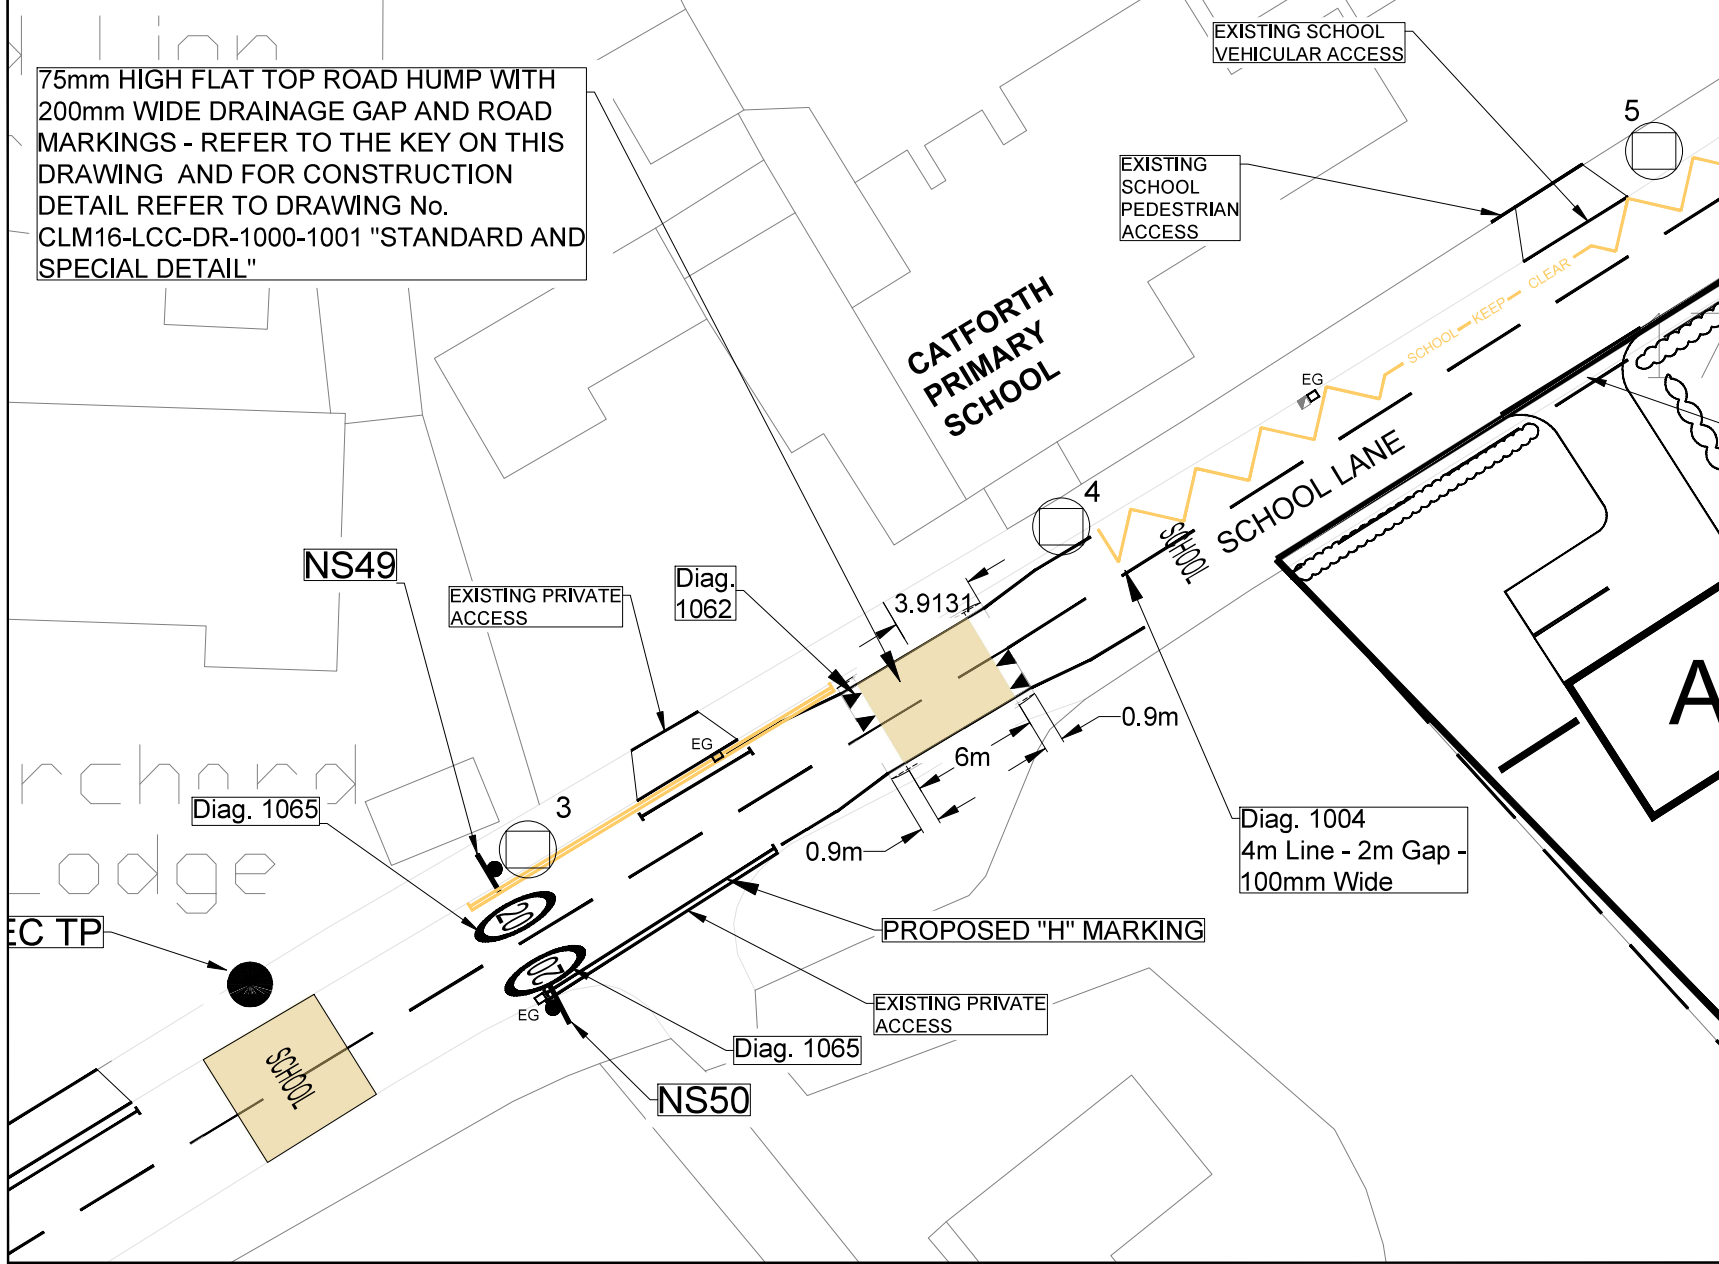 75mm HIGH FLAT TOP ROAD HUMP WITH
200mm WIDE DRAINAGE GAP AND ROAD
MARKINGS - REFER TO THE KEY ON THIS
DRAWING AND FOR CONSTRUCTION
DETAIL REFER TO DRAWING No.
CLM16-LCC-DR-1000-1001 "STANDARD AND
SPECIAL DETAIL"
EXISTING SCHOOL
VEHICULAR ACCESS
5
EXISTING
SCHOOL
PEDESTRIAN
ACCESS
CATFORTH
PRIMARY
SCHOOL
SCHOOL KEEP CLEAR
EG
SCHOOL LANE
4
SCHOOL
NS49
EXISTING PRIVATE
ACCESS
Diag.
1062
3.9131
A
0.9m
6m
EG
rchard
odge
Diag. 1065
3
0.9m
Diag. 1004
4m Line - 2m Gap -
100mm Wide
20
20
EC TP
PROPOSED "H" MARKING
EXISTING PRIVATE
ACCESS
EG
Diag. 1065
SCHOOL
NS50